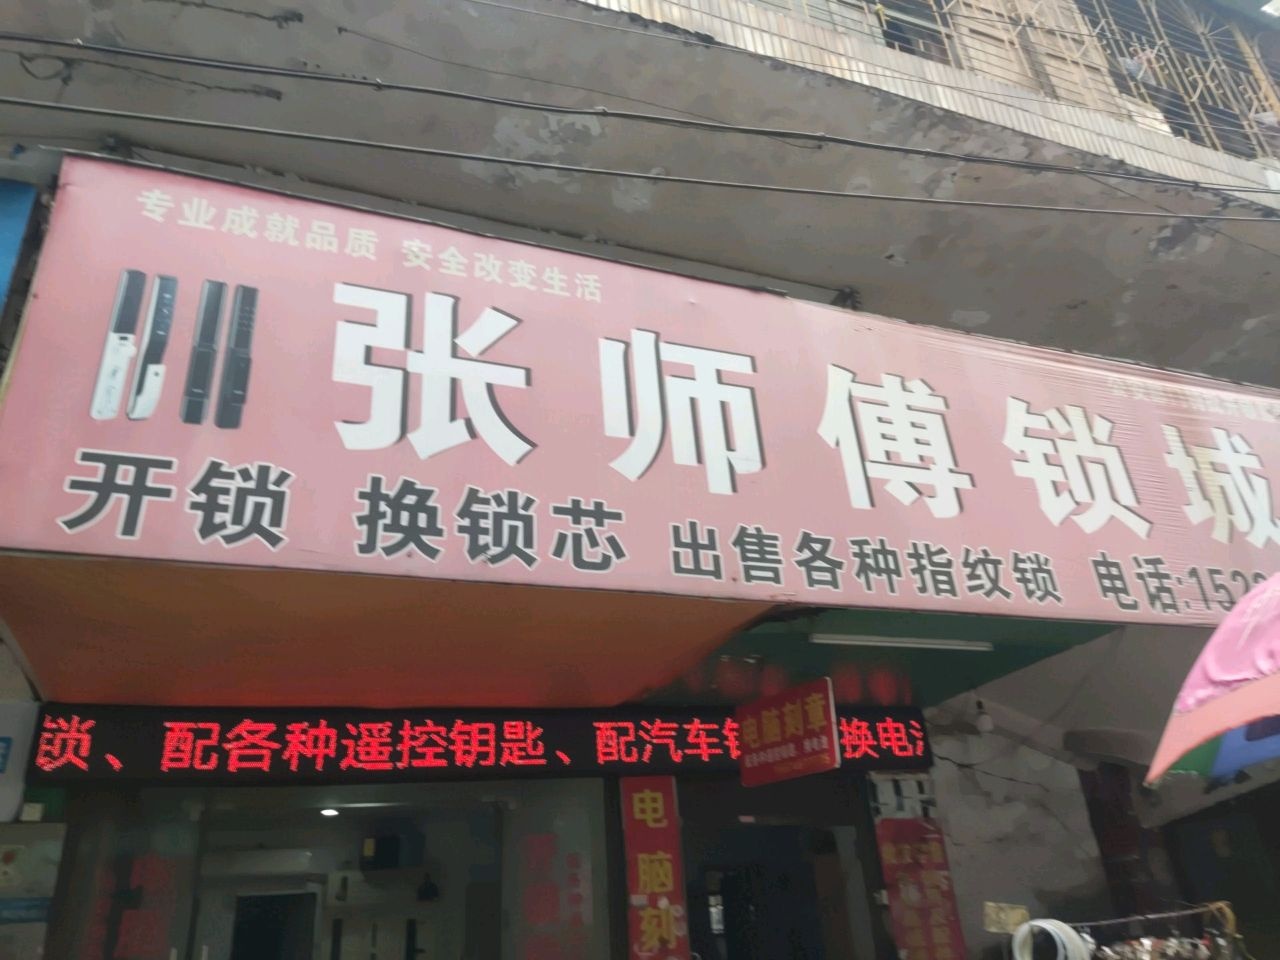 专业成就品质 安全改变生活
张师傅锁城
开锁 换锁芯 出售各种指纹锁 电话:152
锁、配各种遥控钥匙、配汽车钥
换电池
电脑刻章
电脑刻